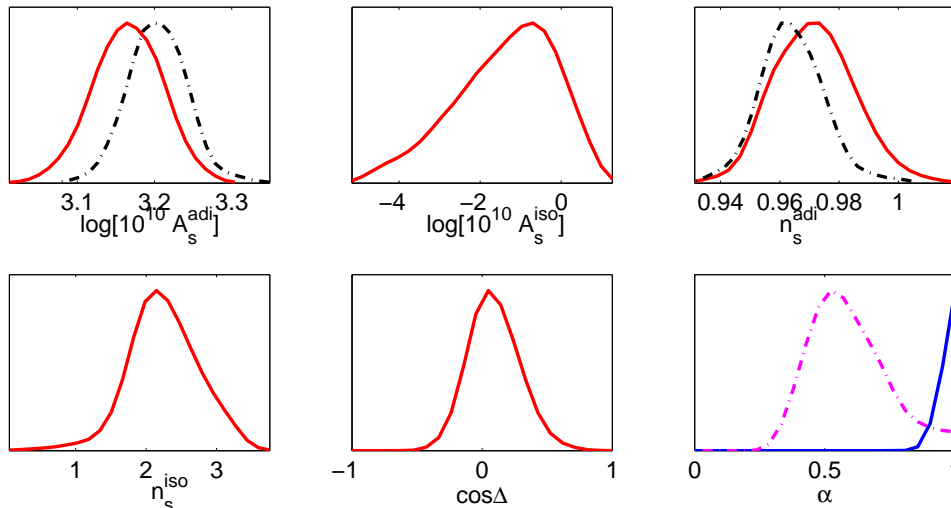 3.1 3.2 3.3
log[10^10 A_s^adi]
−4 −2 0
log[10^10 A_s^iso]
0.94 0.96 0.98 1
n_s^adi
1 2 3
n_s^iso
−1 0 1
cosΔ
0 0.5
α